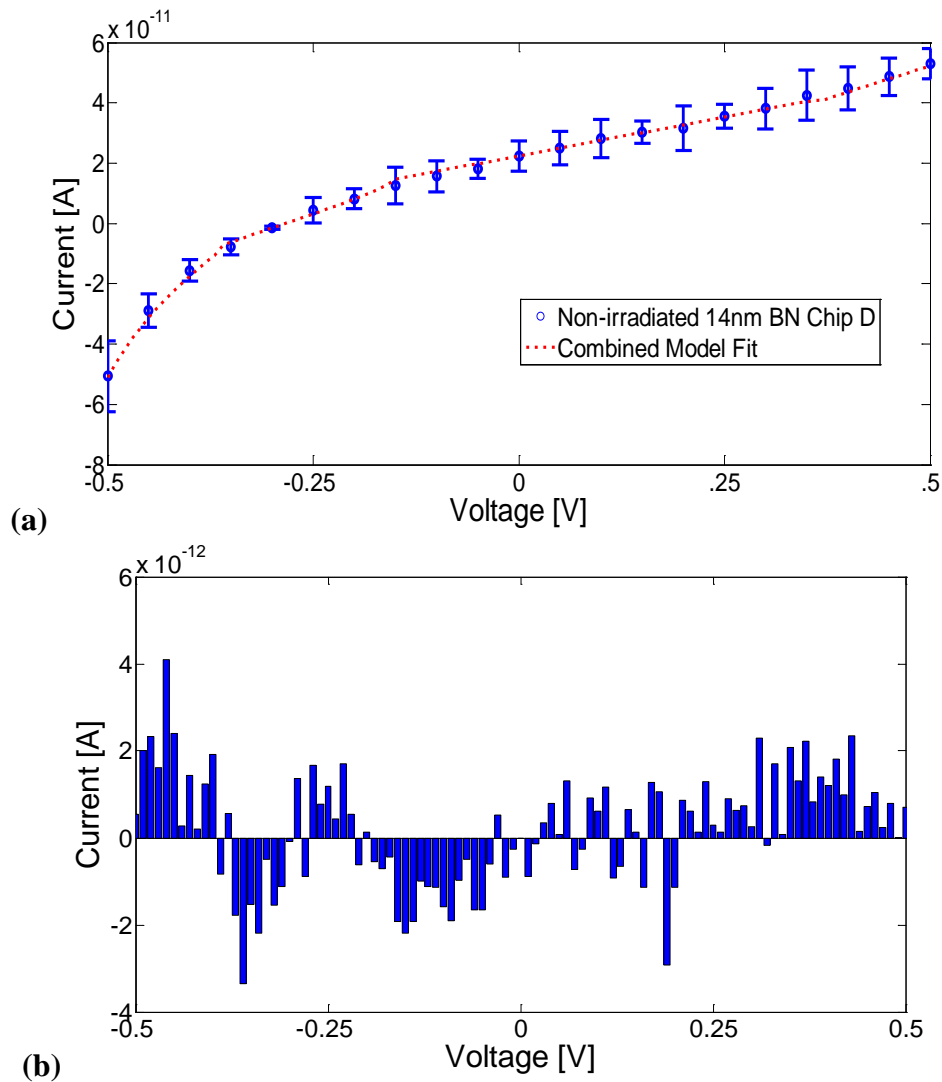 x 10^-11
6
4
2
0
-2
-4
-6
-8
Current [A]
Non-irradiated 14nm BN Chip D
Combined Model Fit
-0.5
-0.25
0
.25
.5
Voltage [V]
(a)
x 10^-12
6
4
2
0
-2
-4
Current [A]
-0.5
-0.25
0
0.25
0.5
Voltage [V]
(b)